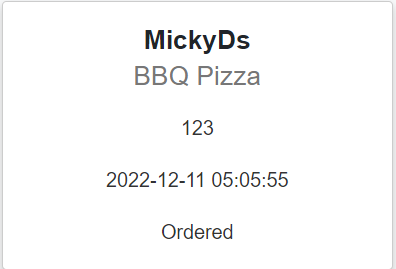 MickyDs
BBQ Pizza
123
2022-12-11 05:05:55
Ordered